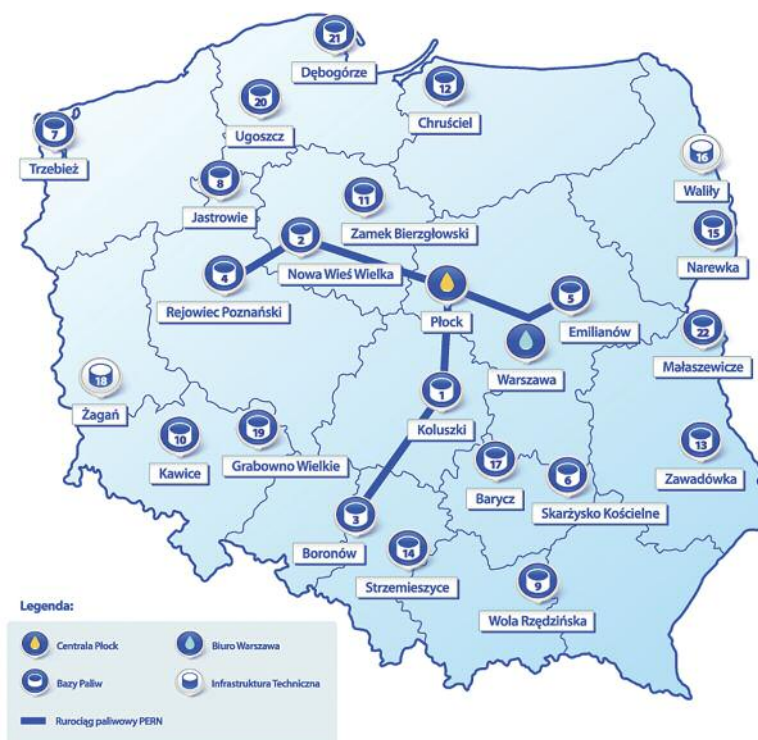 21
Dębogórze
12
Chruściel
20
Ugoszcz
7
Trzebież
16
Waliły
8
Jastrowie
11
Zamek Bierzgłowski
15
Narewka
2
Nowa Wieś Wielka
4
Rejowiec Poznański
Płock
5
Emilianów
22
Małaszewicze
Warszawa
18
Żagań
1
Koluszki
10
Kawice
19
Grabowno Wielkie
13
Zawadówka
17
Barycz
6
Skarżysko Kościelne
3
Boronów
14
Strzemieszyce
9
Wola Rzędzińska
Legenda:
Centrala Płock
Biuro Warszawa
Bazy Paliw
Infrastruktura Techniczna
Rurociąg paliwowy PERN